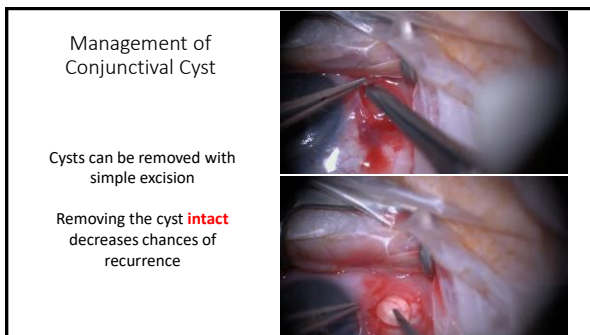 Management of
Conjunctival Cyst
Cysts can be removed with
simple excision
Removing the cyst intact
decreases chances of
recurrence